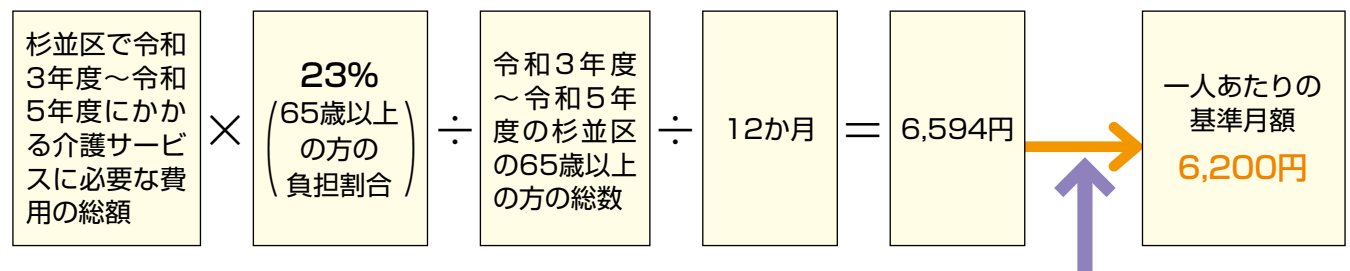 杉並区で令和
3年度～令和
5年度にかか
る介護サービ
スに必要な費
用の総額
×
23%
(65歳以上
の方の
負担割合)
÷
令和3年度
～令和5年
度の杉並区
の65歳以上
の方の総数
÷
12か月
＝
6,594円
一人あたりの
基準月額
6,200円